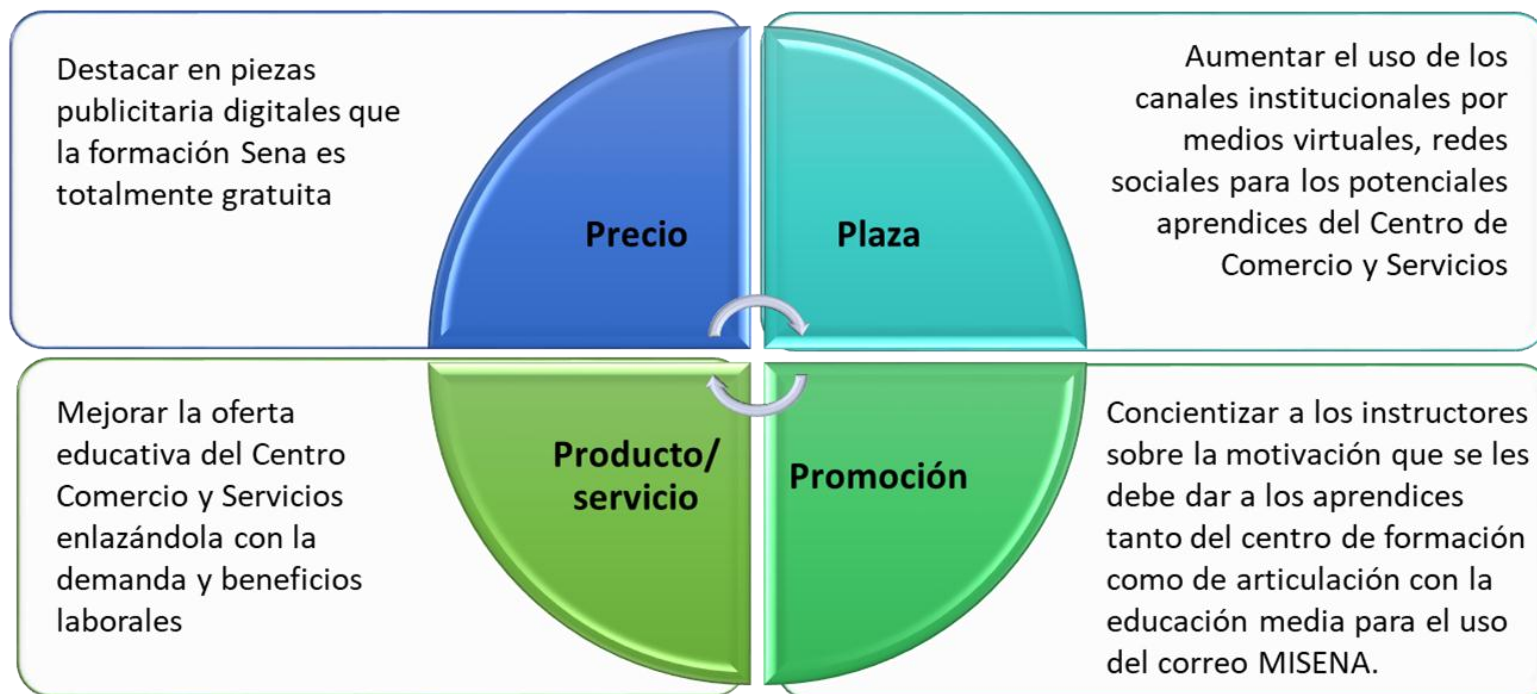 Destacar en piezas
publicitaria digitales que
la formación Sena es
totalmente gratuita
Precio
Plaza
Aumentar el uso de los
canales institucionales por
medios virtuales, redes
sociales para los potenciales
aprendices del Centro de
Comercio y Servicios
Mejorar la oferta
educativa del Centro
Comercio y Servicios
enlazándola con la
demanda y beneficios
laborales
Producto/
servicio
Promoción
Concientizar a los instructores
sobre la motivación que se les
debe dar a los aprendices
tanto del centro de formación
como de articulación con la
educación media para el uso
del correo MISENA.